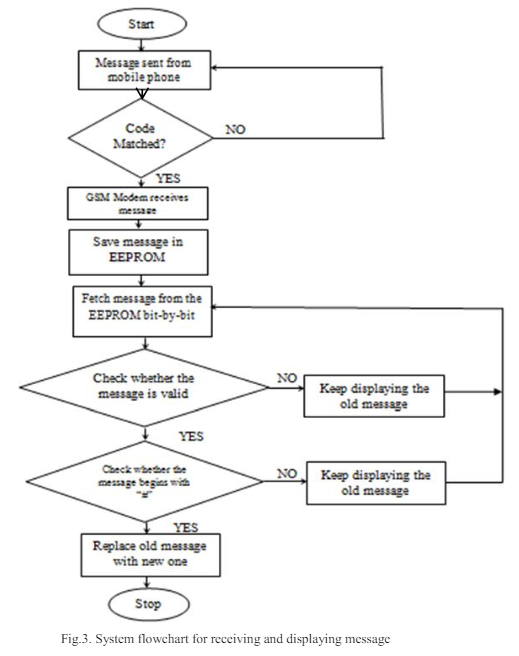 Start
Message sent from
mobile phone
Code
Matched?
NO
YES
GSM Modem receives
message
Save message in
EEPROM
Fetch message from the
EEPROM bit-by-bit
Check whether the
message is valid
NO
Keep displaying the
old message
YES
Check whether the
message begins with
"#"
NO
Keep displaying the
old message
YES
Replace old message
with new one
Stop
Fig.3. System flowchart for receiving and displaying message